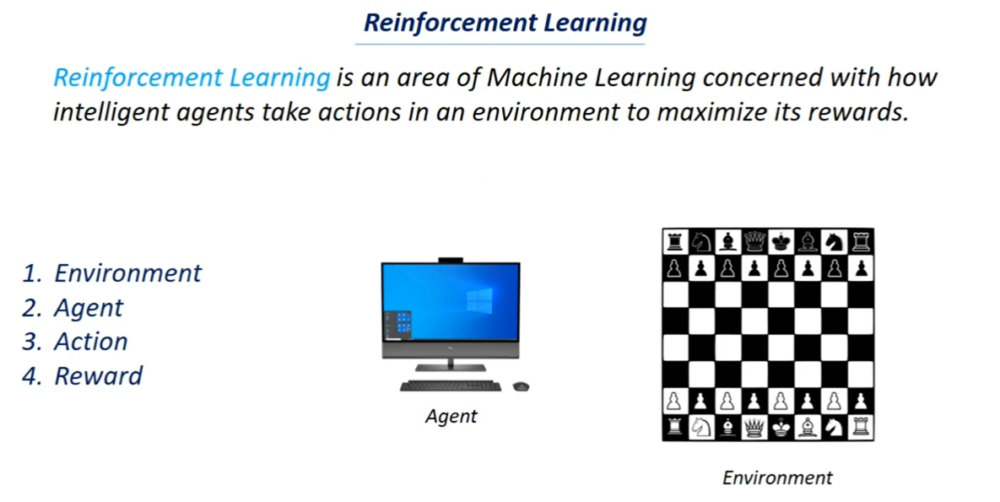 Reinforcement Learning
Reinforcement Learning is an area of Machine Learning concerned with how
intelligent agents take actions in an environment to maximize its rewards.
1. Environment
2. Agent
3. Action
4. Reward
Agent
Environment